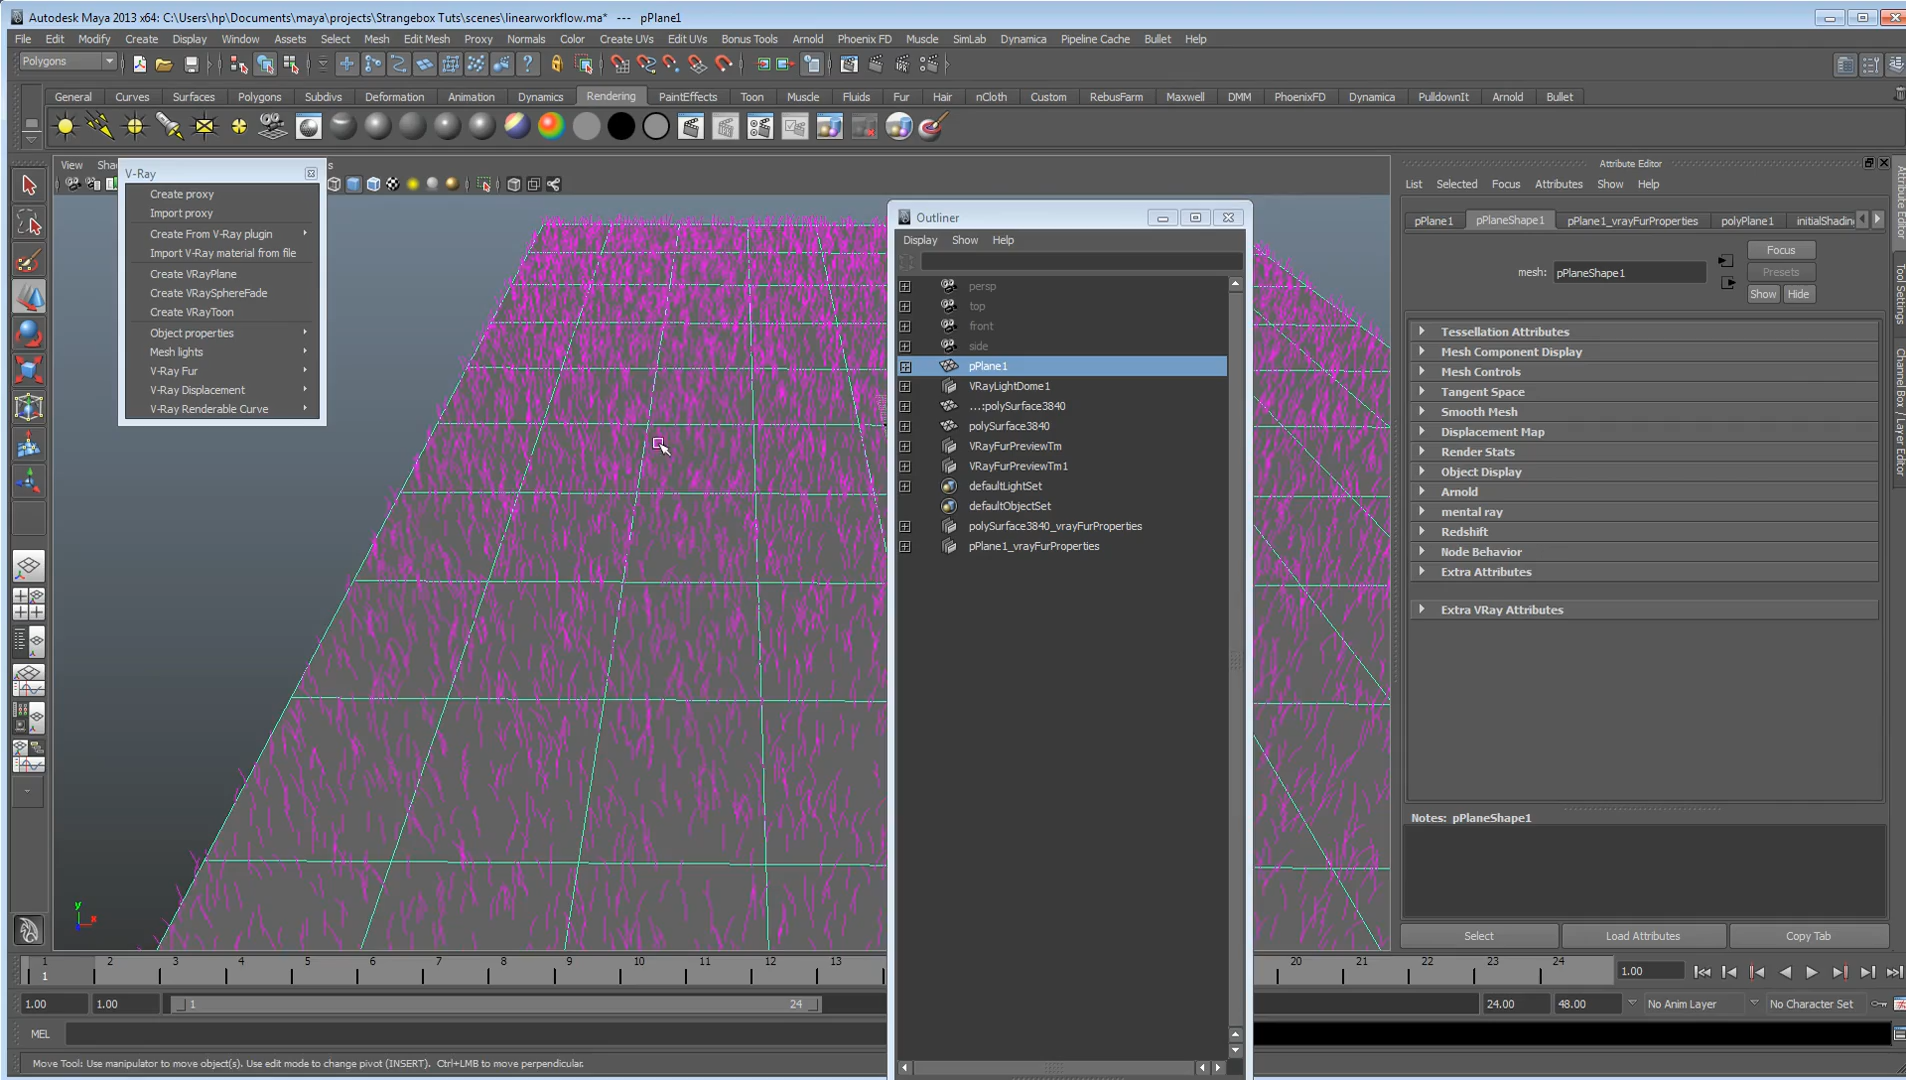 Autodesk Maya 2013 x64: C:\Users\hp\Documents\maya\projects\Strangebox Tuts\scenes\linearworkflow.ma*  ---  pPlane1
File Edit Modify Create Display Window Assets Select Mesh Edit Mesh Proxy Normals Color Create UVs Edit UVs Bonus Tools Arnold Phoenix FD Muscle SimLab Dynamica Pipeline Cache Bullet Help
Polygons
General Curves Surfaces Polygons Subdivs Deformation Animation Dynamics Rendering PaintEffects Toon Muscle Fluids Fur Hair nCloth Custom RebusFarm Maxwell DMM PhoenixFD Dynamica PulldownIt Arnold Bullet
View Sha
s
V-Ray
Create proxy
Import proxy
Create From V-Ray plugin
Import V-Ray material from file
Create VRayPlane
Create VRaySphereFade
Create VRayToon
Object properties
Mesh lights
V-Ray Fur
V-Ray Displacement
V-Ray Renderable Curve
Outliner
Display Show Help
persp
top
front
side
pPlane1
VRayLightDome1
...:polySurface3840
polySurface3840
VRayFurPreviewTm
VRayFurPreviewTm1
defaultLightSet
defaultObjectSet
polySurface3840_vrayFurProperties
pPlane1_vrayFurProperties
Attribute Editor
List Selected Focus Attributes Show Help
pPlane1 pPlaneShape1 pPlane1_vrayFurProperties polyPlane1 initialShadin
Focus
mesh: pPlaneShape1
Presets
Show Hide
Tessellation Attributes
Mesh Component Display
Mesh Controls
Tangent Space
Smooth Mesh
Displacement Map
Render Stats
Object Display
Arnold
mental ray
Redshift
Node Behavior
Extra Attributes
Extra VRay Attributes
Notes: pPlaneShape1
Select Load Attributes Copy Tab
Attribute Editor
Tool Settings
Channel Box / Layer Editor
y
x
1 2 3 4 5 6 7 8 9 10 11 12 13 20 21 22 23 24
1
1.00
1.00 1.00 1 24 24.00 48.00 No Anim Layer No Character Set
MEL
Move Tool: Use manipulator to move object(s). Use edit mode to change pivot (INSERT). Ctrl+LMB to move perpendicular.